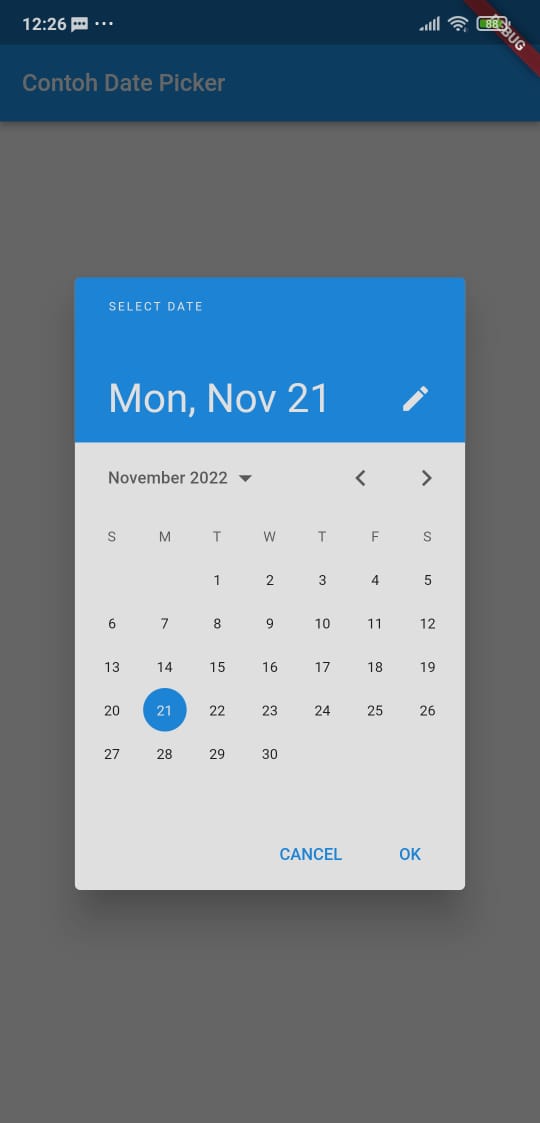 12:26 ...
88
DEBUG
Contoh Date Picker
SELECT DATE
Mon, Nov 21
November 2022
S M T W T F S
1 2 3 4 5
6 7 8 9 10 11 12
13 14 15 16 17 18 19
20 21 22 23 24 25 26
27 28 29 30
CANCEL OK